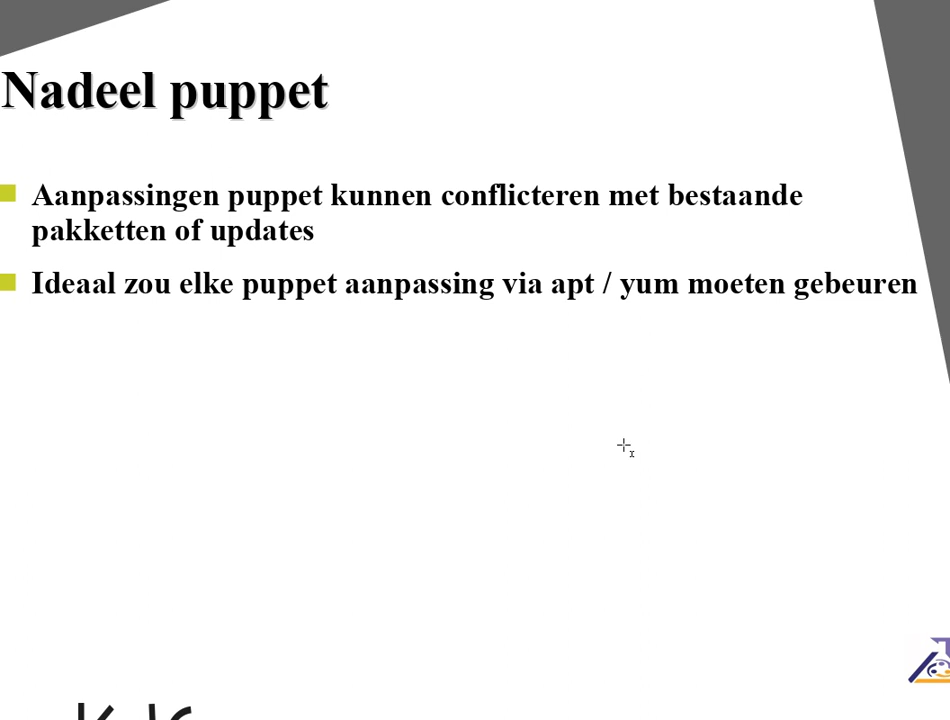 Nadeel puppet
Aanpassingen puppet kunnen conflicteren met bestaande
pakketten of updates
Ideaal zou elke puppet aanpassing via apt / yum moeten gebeuren